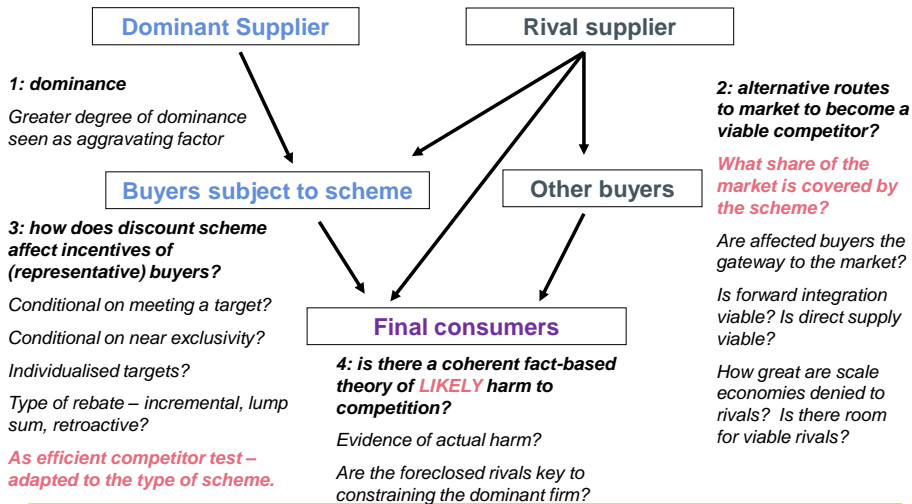 Dominant Supplier
Rival supplier
1: dominance
Greater degree of dominance
seen as aggravating factor
2: alternative routes
to market to become a
viable competitor?
What share of the
market is covered by
the scheme?
Are affected buyers the
gateway to the market?
Is forward integration
viable? Is direct supply
viable?
How great are scale
economies denied to
rivals? Is there room
for viable rivals?
Buyers subject to scheme
Other buyers
3: how does discount scheme
affect incentives of
(representative) buyers?
Conditional on meeting a target?
Conditional on near exclusivity?
Individualised targets?
Type of rebate – incremental, lump
sum, retroactive?
As efficient competitor test –
adapted to the type of scheme.
Final consumers
4: is there a coherent fact-based
theory of LIKELY harm to
competition?
Evidence of actual harm?
Are the foreclosed rivals key to
constraining the dominant firm?